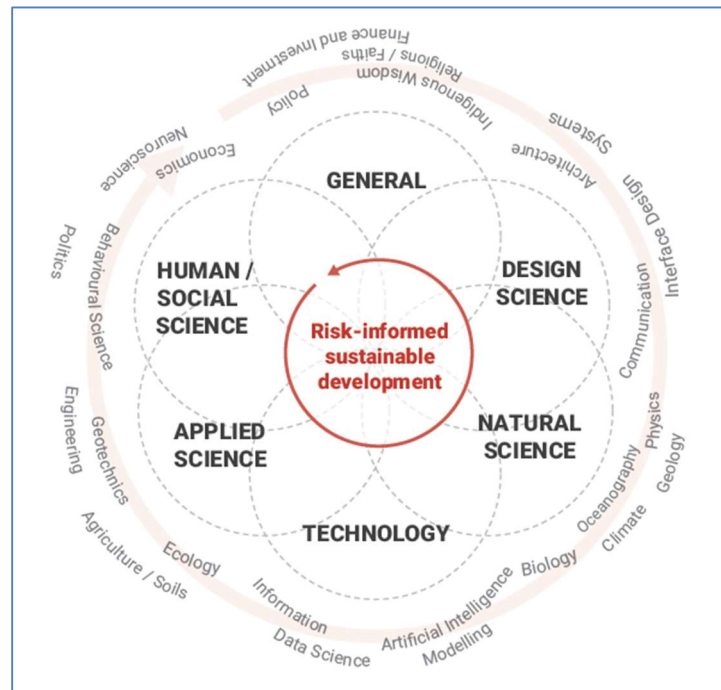 Finance and Investment
Religions / Faiths
Indigenous Wisdom
Policy
Systems
Architecture
Neuroscience
Economics
GENERAL
Interface Design
Communication
Politics
Behavioural Science
HUMAN /
SOCIAL
SCIENCE
DESIGN
SCIENCE
Risk-informed
sustainable
development
Engineering
Geotechnics
APPLIED
SCIENCE
NATURAL
SCIENCE
Physics
Geology
Oceanography
Climate
TECHNOLOGY
Agriculture / Soils
Ecology
Biology
Information
Data Science
Artificial Intelligence
Modelling